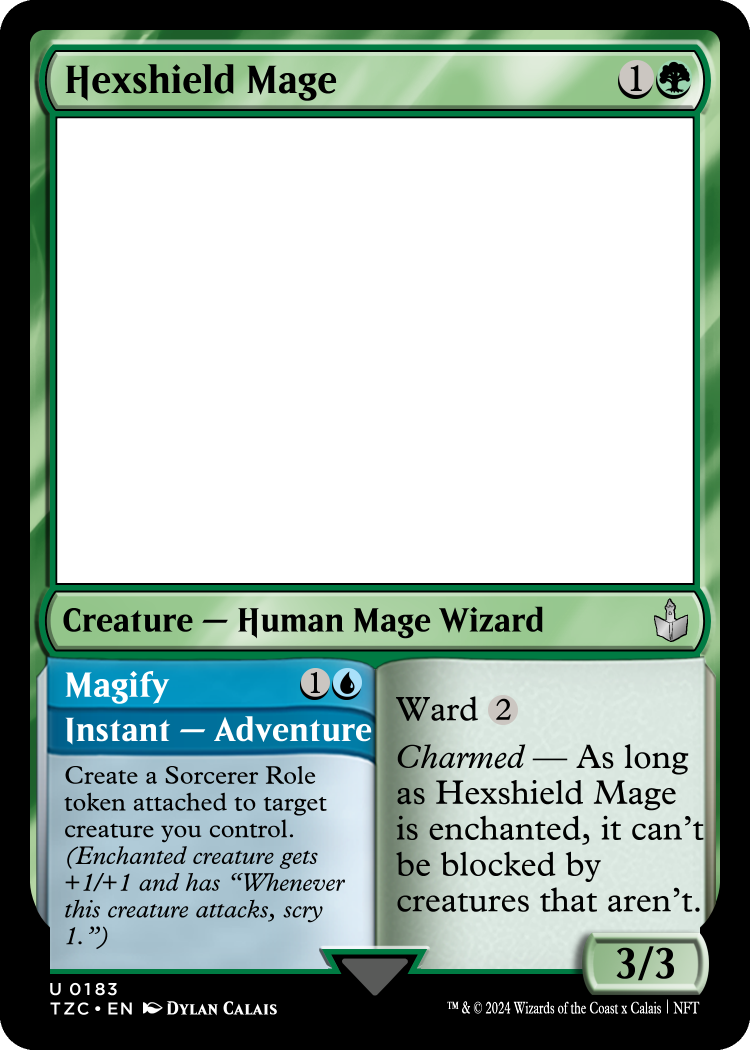 Hexshield Mage 1
Creature — Human Mage Wizard
Magify 1
Instant — Adventure
Create a Sorcerer Role
token attached to target
creature you control.
(Enchanted creature gets
+1/+1 and has “Whenever
this creature attacks, scry
1.”)
Ward 2
Charmed — As long
as Hexshield Mage
is enchanted, it can’t
be blocked by
creatures that aren’t.
3/3
U 0183
TZC • EN Dylan Calais
™ & © 2024 Wizards of the Coast x Calais | NFT